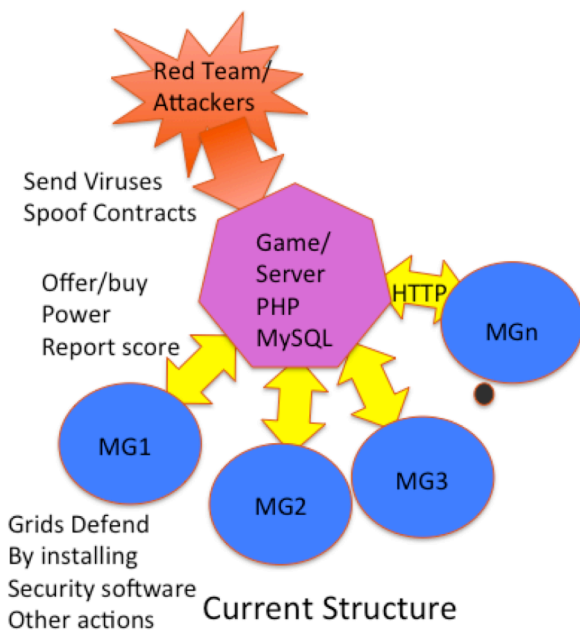 Red Team/
Attackers
Send Viruses
Spoof Contracts
Game/
Server
PHP
MySQL
Offer/buy
Power
Report score
HTTP
MGn
MG1
MG2
MG3
Grids Defend
By installing
Security software
Other actions
Current Structure